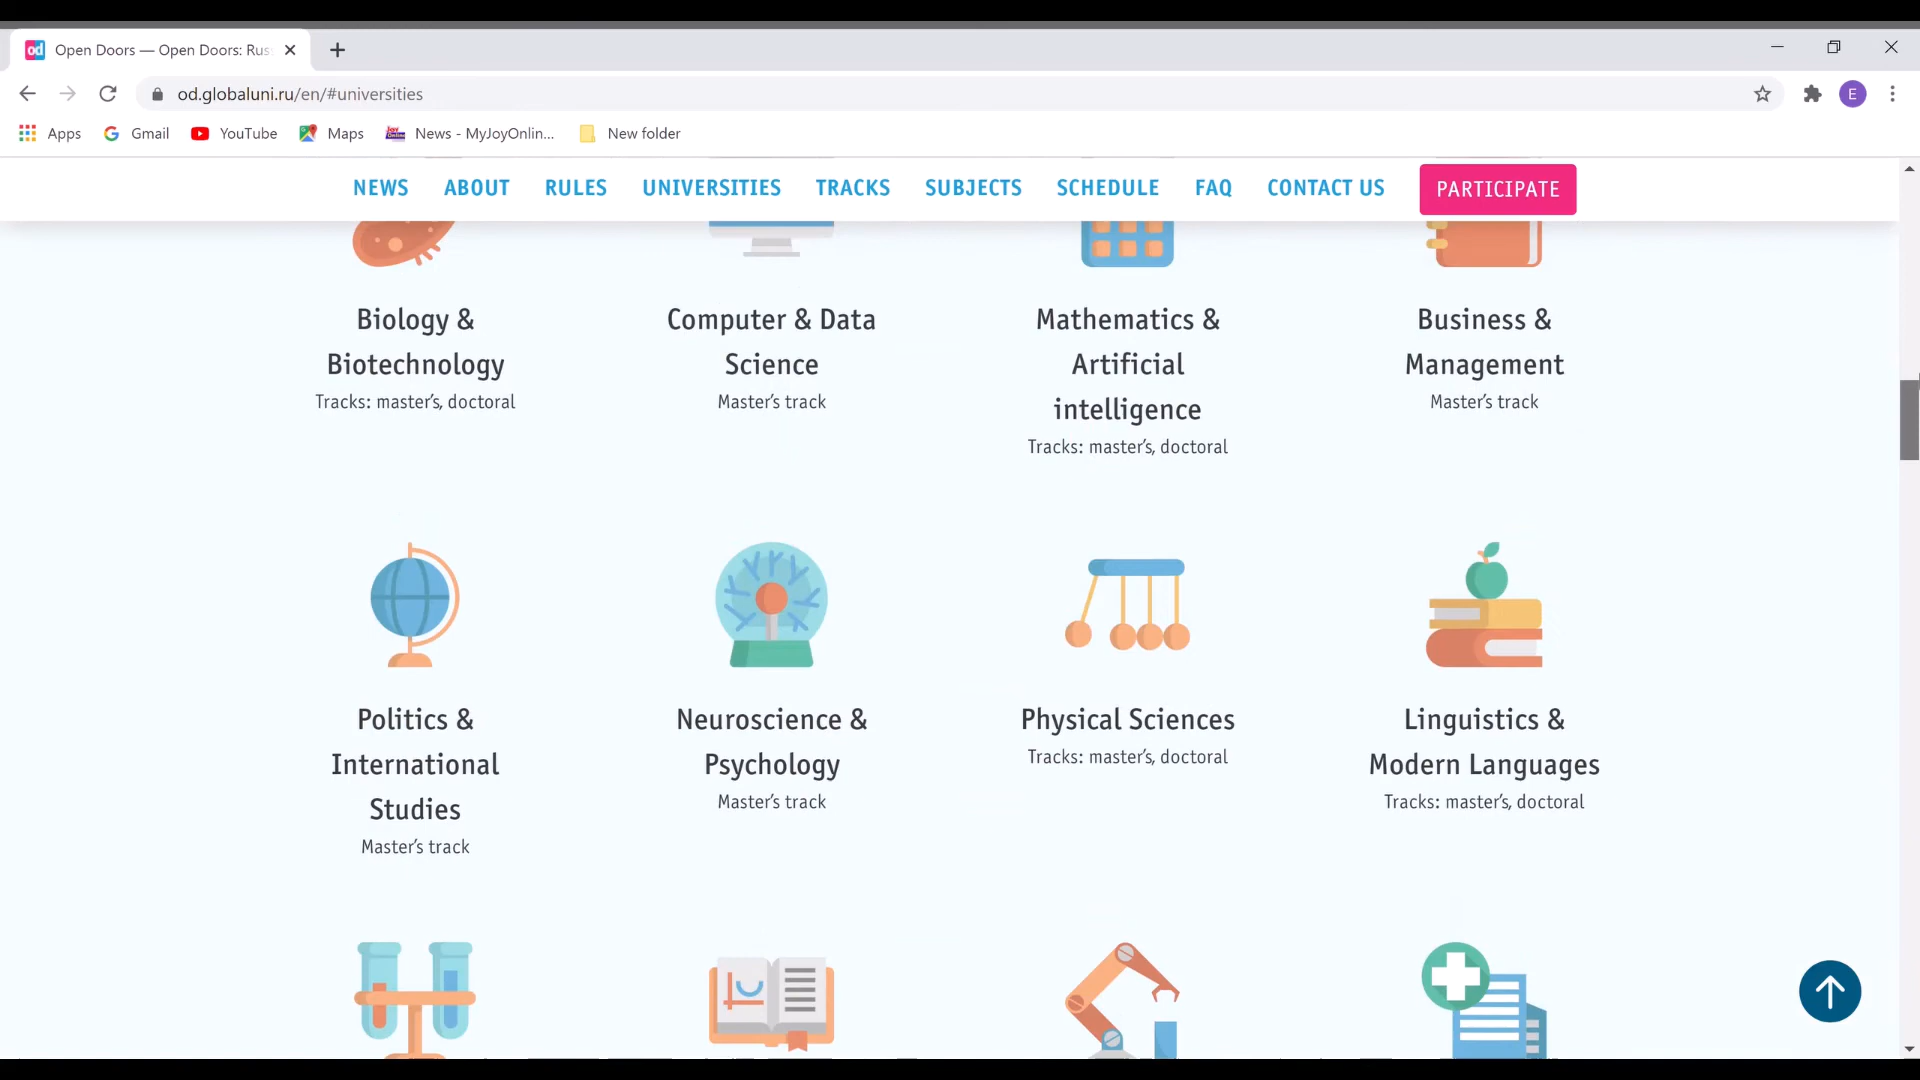 od Open Doors — Open Doors: Rus
od.globaluni.ru/en/#universities
E
Apps Gmail YouTube Maps News - MyJoyOnlin... New folder
NEWS ABOUT RULES UNIVERSITIES TRACKS SUBJECTS SCHEDULE FAQ CONTACT US PARTICIPATE
Biology &
Biotechnology
Tracks: master's, doctoral
Computer & Data
Science
Master's track
Mathematics &
Artificial
intelligence
Tracks: master's, doctoral
Business &
Management
Master's track
Politics &
International
Studies
Master's track
Neuroscience &
Psychology
Master's track
Physical Sciences
Tracks: master's, doctoral
Linguistics &
Modern Languages
Tracks: master's, doctoral